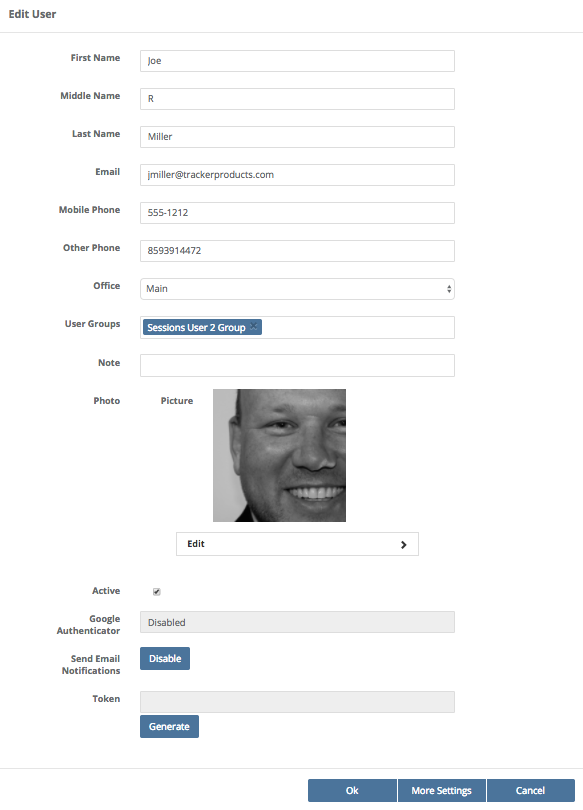 Edit User
First Name
Joe
Middle Name
R
Last Name
Miller
Email
jmiller@trackerproducts.com
Mobile Phone
555-1212
Other Phone
8593914472
Office
Main
User Groups
Sessions User 2 Group ×
Note
Photo
Picture
Edit
Active
Google
Authenticator
Disabled
Send Email
Notifications
Disable
Token
Generate
Ok
More Settings
Cancel